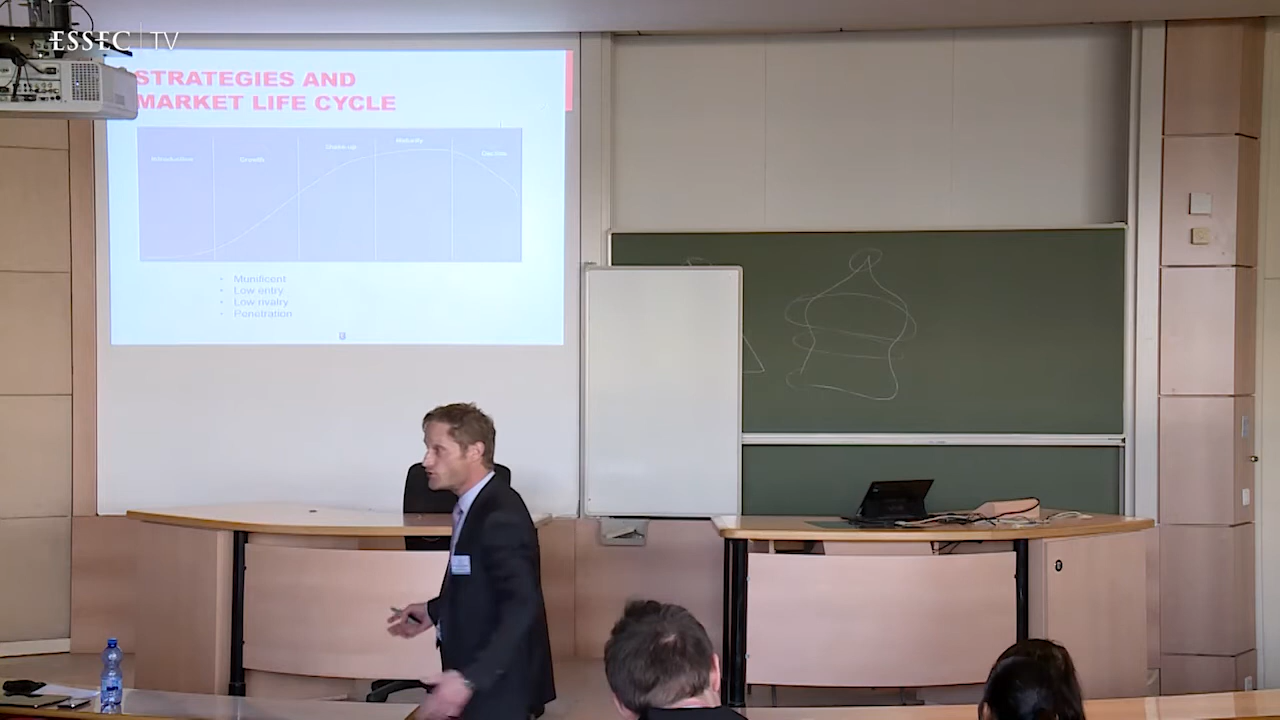 ESSEC TV
STRATEGIES AND
MARKET LIFE CYCLE
Introduction
Growth
Shake-up
Maturity
Decline
• Munificent
• Low entry
• Low rivalry
• Penetration